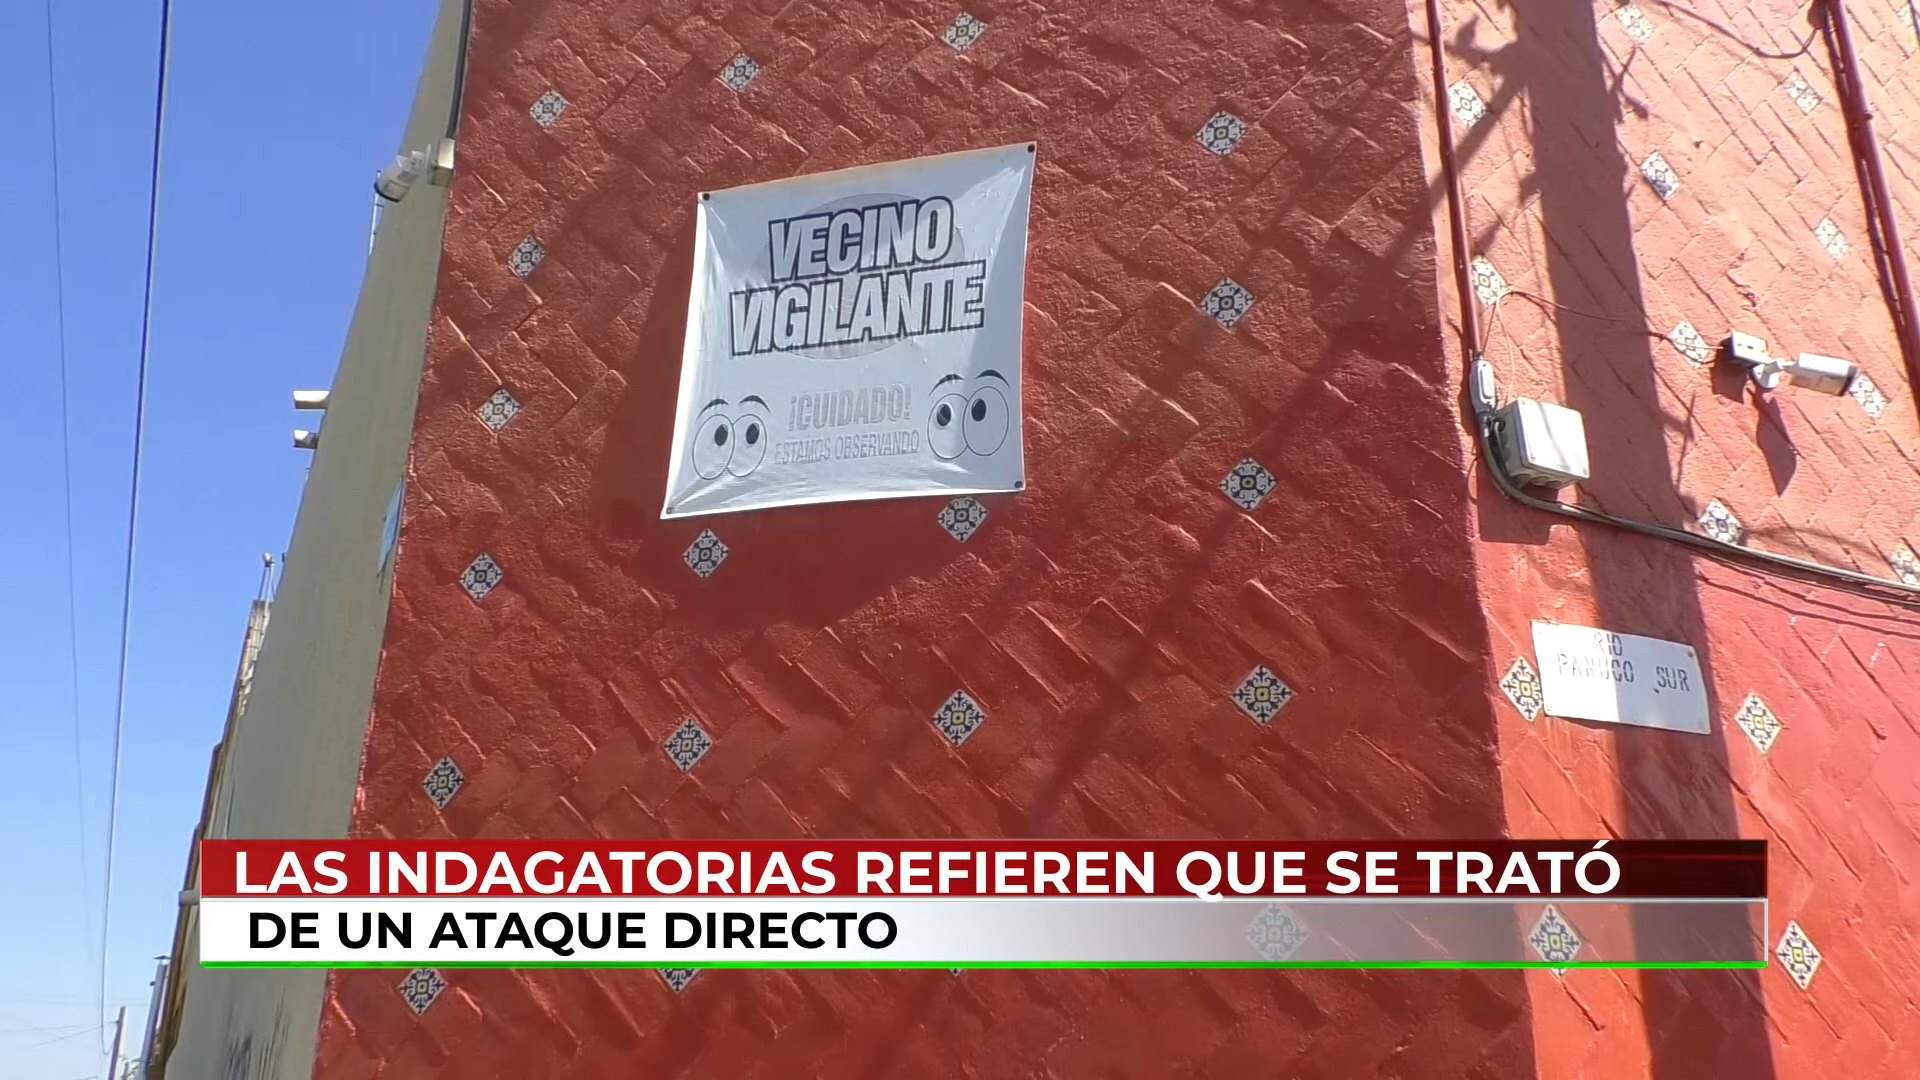 VECINO
VIGILANTE
¡CUIDADO!
ESTAMOS OBSERVANDO
RIO
PANUCO SUR
LAS INDAGATORIAS REFIEREN QUE SE TRATÓ
DE UN ATAQUE DIRECTO